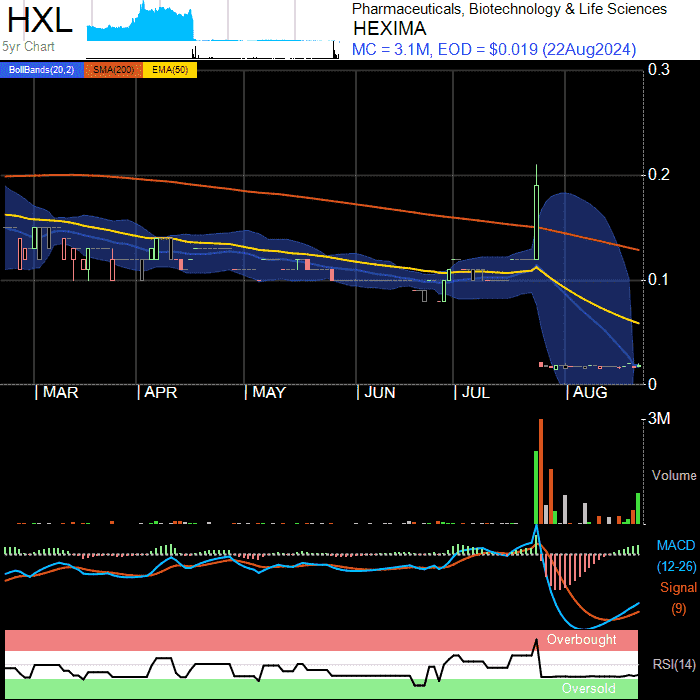 HXL
5yr Chart
Pharmaceuticals, Biotechnology & Life Sciences
HEXIMA
MC = 3.1M, EOD = $0.019 (22Aug2024)
BollBands(20,2) SMA(200) EMA(50)
0.3
0.2
0.1
0
MAR APR MAY JUN JUL AUG
3M
Volume
MACD
(12-26)
Signal
(9)
Overbought
RSI(14)
Oversold